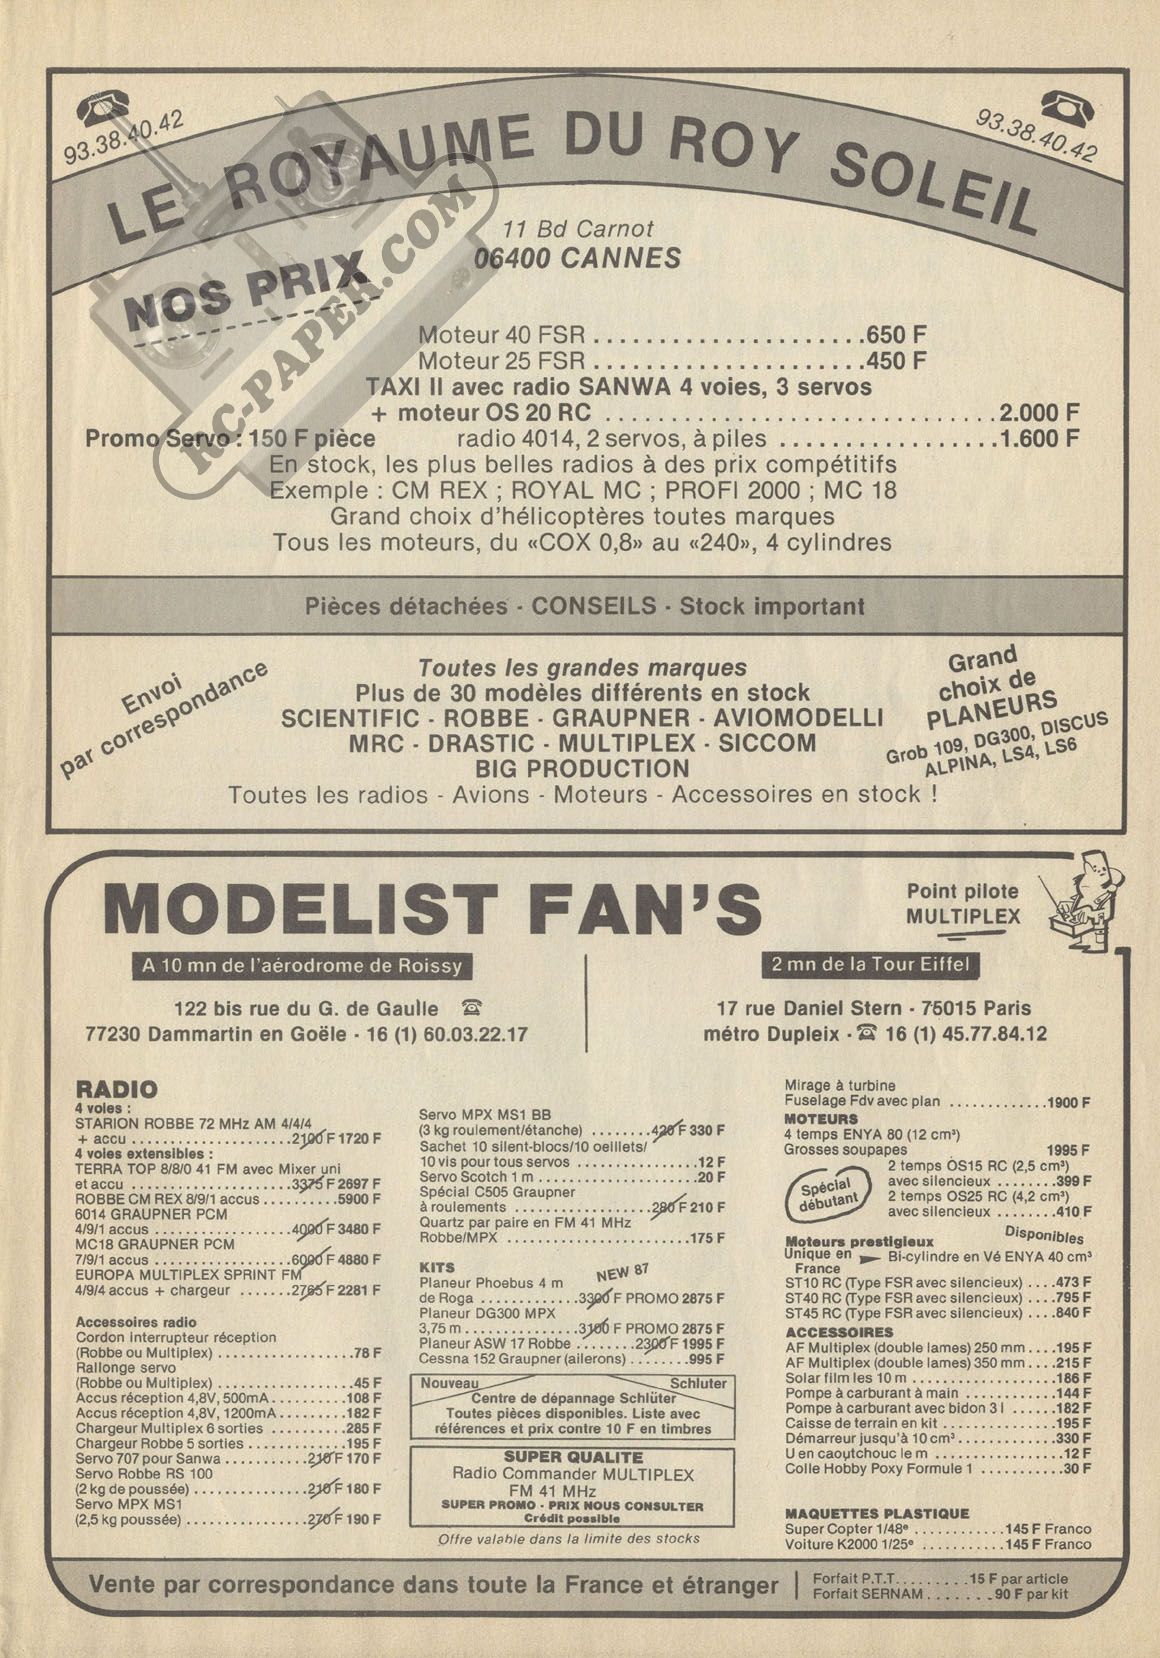 93.38.40.42
93.38.40.42
LE ROYAUME DU ROY SOLEIL
11 Bd Carnot
06400 CANNES
NOS PRIX
RC-PAPER.COM
Moteur 40 FSR .....................650 F
Moteur 25 FSR .....................450 F
TAXI II avec radio SANWA 4 voies, 3 servos
+ moteur OS 20 RC ..............................2.000 F
Promo Servo : 150 F pièce radio 4014, 2 servos, à piles .................1.600 F
En stock, les plus belles radios à des prix compétitifs
Exemple : CM REX ; ROYAL MC ; PROFI 2000 ; MC 18
Grand choix d'hélicoptères toutes marques
Tous les moteurs, du «COX 0,8» au «240», 4 cylindres
Pièces détachées - CONSEILS - Stock important
Envoi
par correspondance
Toutes les grandes marques
Plus de 30 modèles différents en stock
SCIENTIFIC - ROBBE - GRAUPNER - AVIOMODELLI
MRC - DRASTIC - MULTIPLEX - SICCOM
BIG PRODUCTION
Toutes les radios - Avions - Moteurs - Accessoires en stock !
Grand
choix de
PLANEURS
Grob 109, DG300, DISCUS
ALPINA, LS4, LS6
MODELIST FAN'S
Point pilote
MULTIPLEX
A 10 mn de l'aérodrome de Roissy
122 bis rue du G. de Gaulle ☎
77230 Dammartin en Goële - 16 (1) 60.03.22.17
2 mn de la Tour Eiffel
17 rue Daniel Stern - 75015 Paris
métro Dupleix - ☎ 16 (1) 45.77.84.12
RADIO
4 voies :
STARION ROBBE 72 MHz AM 4/4/4
+ accu ......................2100 F 1720 F
4 voies extensibles :
TERRA TOP 8/8/0 41 FM avec Mixer uni
et accu ......................3375 F 2697 F
ROBBE CM REX 8/9/1 accus ...........5900 F
6014 GRAUPNER PCM
4/9/1 accus ..................4090 F 3480 F
MC18 GRAUPNER PCM
7/9/1 accus ..................6090 F 4880 F
EUROPA MULTIPLEX SPRINT FM
4/9/4 accus + chargeur .......2765 F 2281 F
Accessoires radio
Cordon interrupteur réception
(Robbe ou Multiplex) ..................78 F
Rallonge servo
(Robbe ou Multiplex) ..................45 F
Accus réception 4,8V, 500mA..........108 F
Accus réception 4,8V, 1200mA.........182 F
Chargeur Multiplex 6 sorties .........285 F
Chargeur Robbe 5 sorties .............195 F
Servo 707 pour Sanwa ...........210 F 170 F
Servo Robbe RS 100
(2 kg de poussée) ..............210 F 180 F
Servo MPX MS1
(2,5 kg poussée) ...............270 F 190 F
Servo MPX MS1 BB
(3 kg roulement/étanche) ........420 F 330 F
Sachet 10 silent-blocs/10 oeillets/
10 vis pour tous servos ...............12 F
Servo Scotch 1 m .....................20 F
Spécial C505 Graupner
à roulements ...................280 F 210 F
Quartz par paire en FM 41 MHz
Robbe/MPX .........................175 F
KITS
NEW 87
Planeur Phoebus 4 m
de Roga ...............3300 F PROMO 2875 F
Planeur DG300 MPX
3,75 m.................3100 F PROMO 2875 F
Planeur ASW 17 Robbe ........2300 F 1995 F
Cessna 152 Graupner (ailerons) .......995 F
Nouveau Schluter
Centre de dépannage Schlüter
Toutes pièces disponibles. Liste avec
références et prix contre 10 F en timbres
SUPER QUALITE
Radio Commander MULTIPLEX
FM 41 MHz
SUPER PROMO - PRIX NOUS CONSULTER
Crédit possible
Offre valable dans la limite des stocks
Mirage à turbine
Fuselage Fdv avec plan ............1900 F
MOTEURS
4 temps ENYA 80 (12 cm³)
Grosses soupapes 1995 F
Spécial
débutant
2 temps OS15 RC (2,5 cm³)
avec silencieux .......399 F
2 temps OS25 RC (4,2 cm³)
avec silencieux .......410 F
Disponibles
Moteurs prestigieux
Unique en Bi-cylindre en Vé ENYA 40 cm³
France
ST10 RC (Type FSR avec silencieux) ....473 F
ST40 RC (Type FSR avec silencieux) ....795 F
ST45 RC (Type FSR avec silencieux) ....840 F
ACCESSOIRES
AF Multiplex (double lames) 250 mm ....195 F
AF Multiplex (double lames) 350 mm ....215 F
Solar film les 10 m ..................186 F
Pompe à carburant à main .............144 F
Pompe à carburant avec bidon 3 l ......182 F
Caisse de terrain en kit ..............195 F
Démarreur jusqu'à 10 cm³..............330 F
U en caoutchouc le m .................12 F
Colle Hobby Poxy Formule 1 ...........30 F
MAQUETTES PLASTIQUE
Super Copter 1/48e ...........145 F Franco
Voiture K2000 1/25e ..........145 F Franco
Vente par correspondance dans toute la France et étranger
Forfait P.T.T..........15 F par article
Forfait SERNAM........90 F par kit